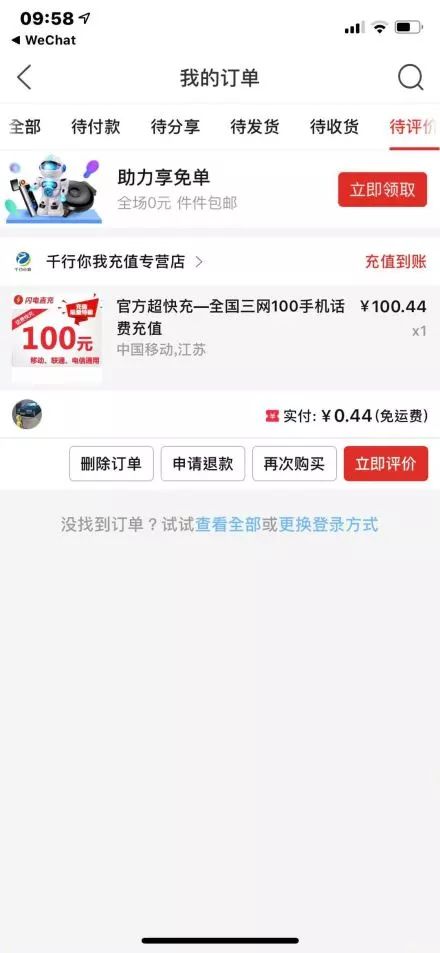 09:58
WeChat
我的订单
全部 待付款 待分享 待发货 待收货 待评价
助力享免单
全场0元 件件包邮
立即领取
千行你我充值专营店
充值到账
闪电直充
100元
移动、联通、电信通用
官方超快充—全国三网100手机话
费充值
¥100.44
x1
中国移动,江苏
实付: ¥0.44 (免运费)
删除订单 申请退款 再次购买 立即评价
没找到订单？试试查看全部或更换登录方式